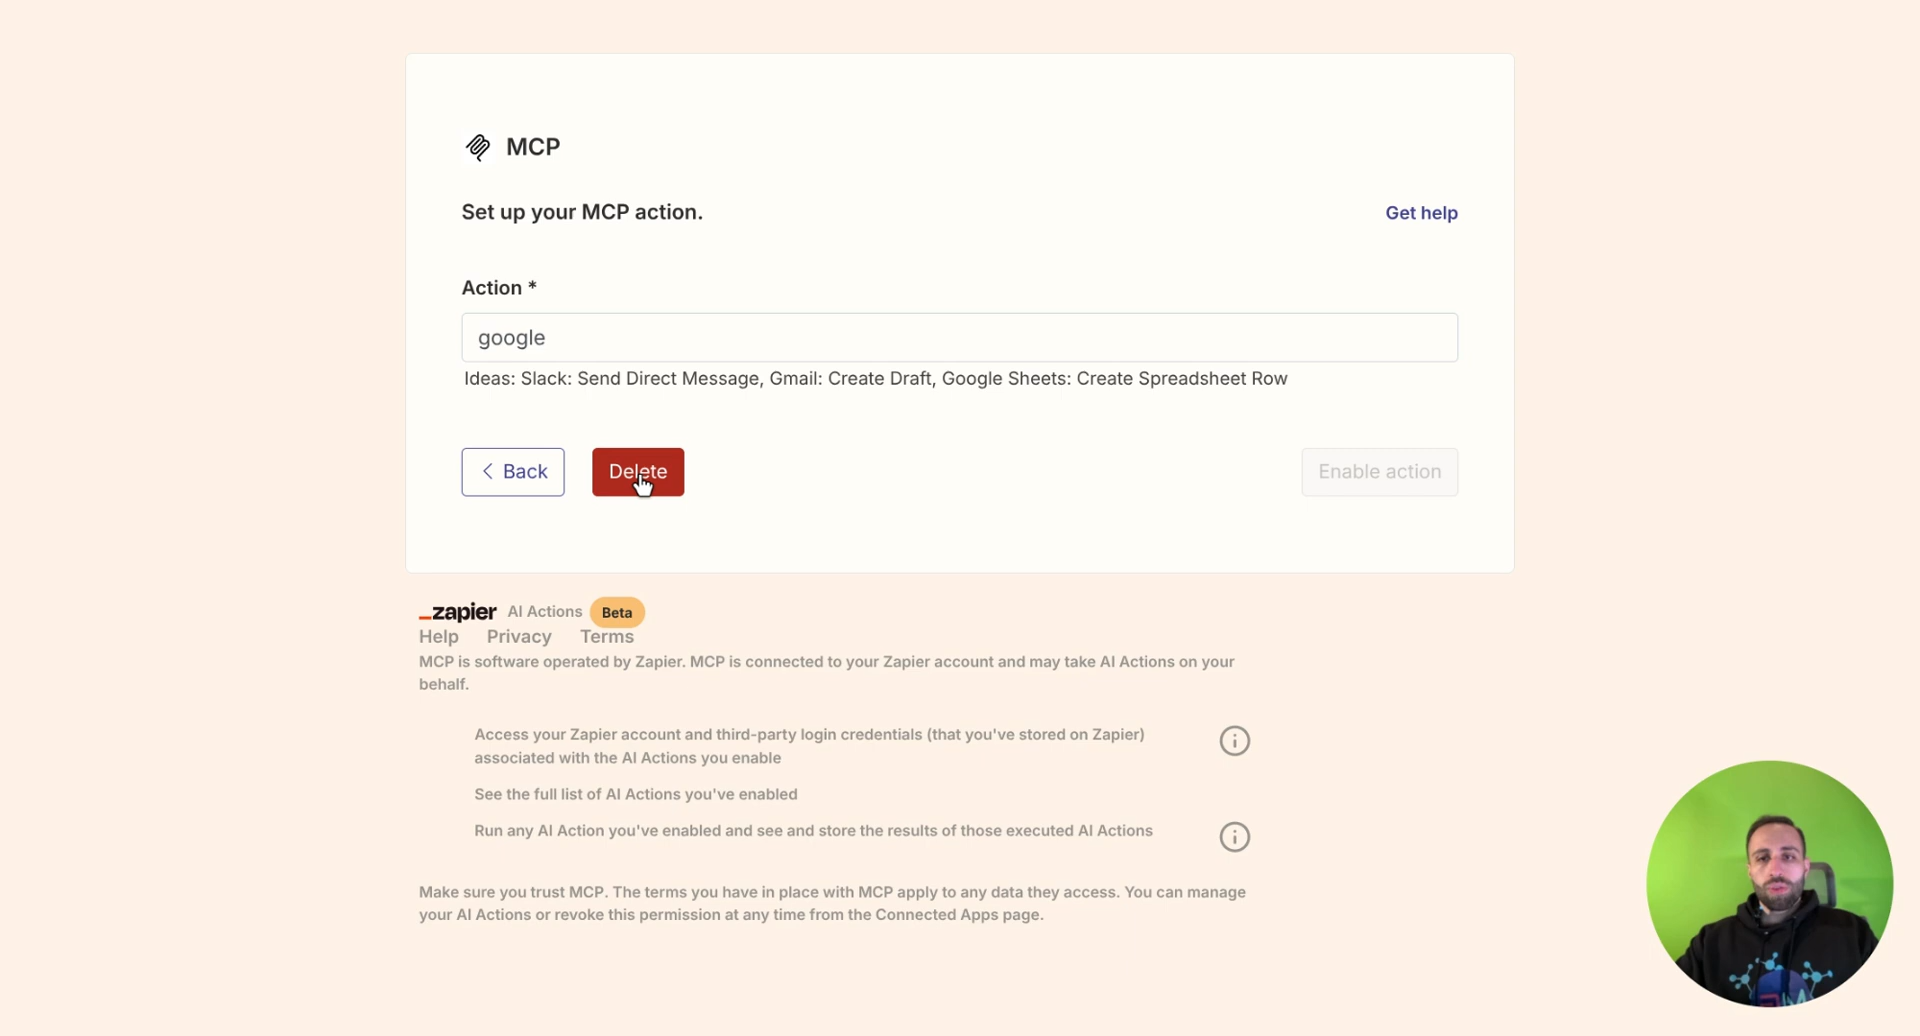 MCP
Set up your MCP action.
Get help
Action *
google
Ideas: Slack: Send Direct Message, Gmail: Create Draft, Google Sheets: Create Spreadsheet Row
Back
Delete
Enable action
zapier AI Actions Beta
Help Privacy Terms
MCP is software operated by Zapier. MCP is connected to your Zapier account and may take AI Actions on your
behalf.
Access your Zapier account and third-party login credentials (that you've stored on Zapier)
associated with the AI Actions you enable
See the full list of AI Actions you've enabled
Run any AI Action you've enabled and see and store the results of those executed AI Actions
Make sure you trust MCP. The terms you have in place with MCP apply to any data they access. You can manage
your AI Actions or revoke this permission at any time from the Connected Apps page.